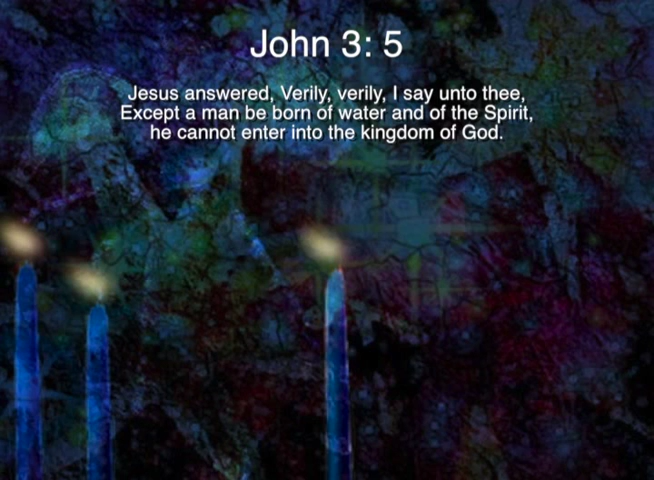 John 3: 5
Jesus answered, Verily, verily, I say unto thee,
Except a man be born of water and of the Spirit,
he cannot enter into the kingdom of God.